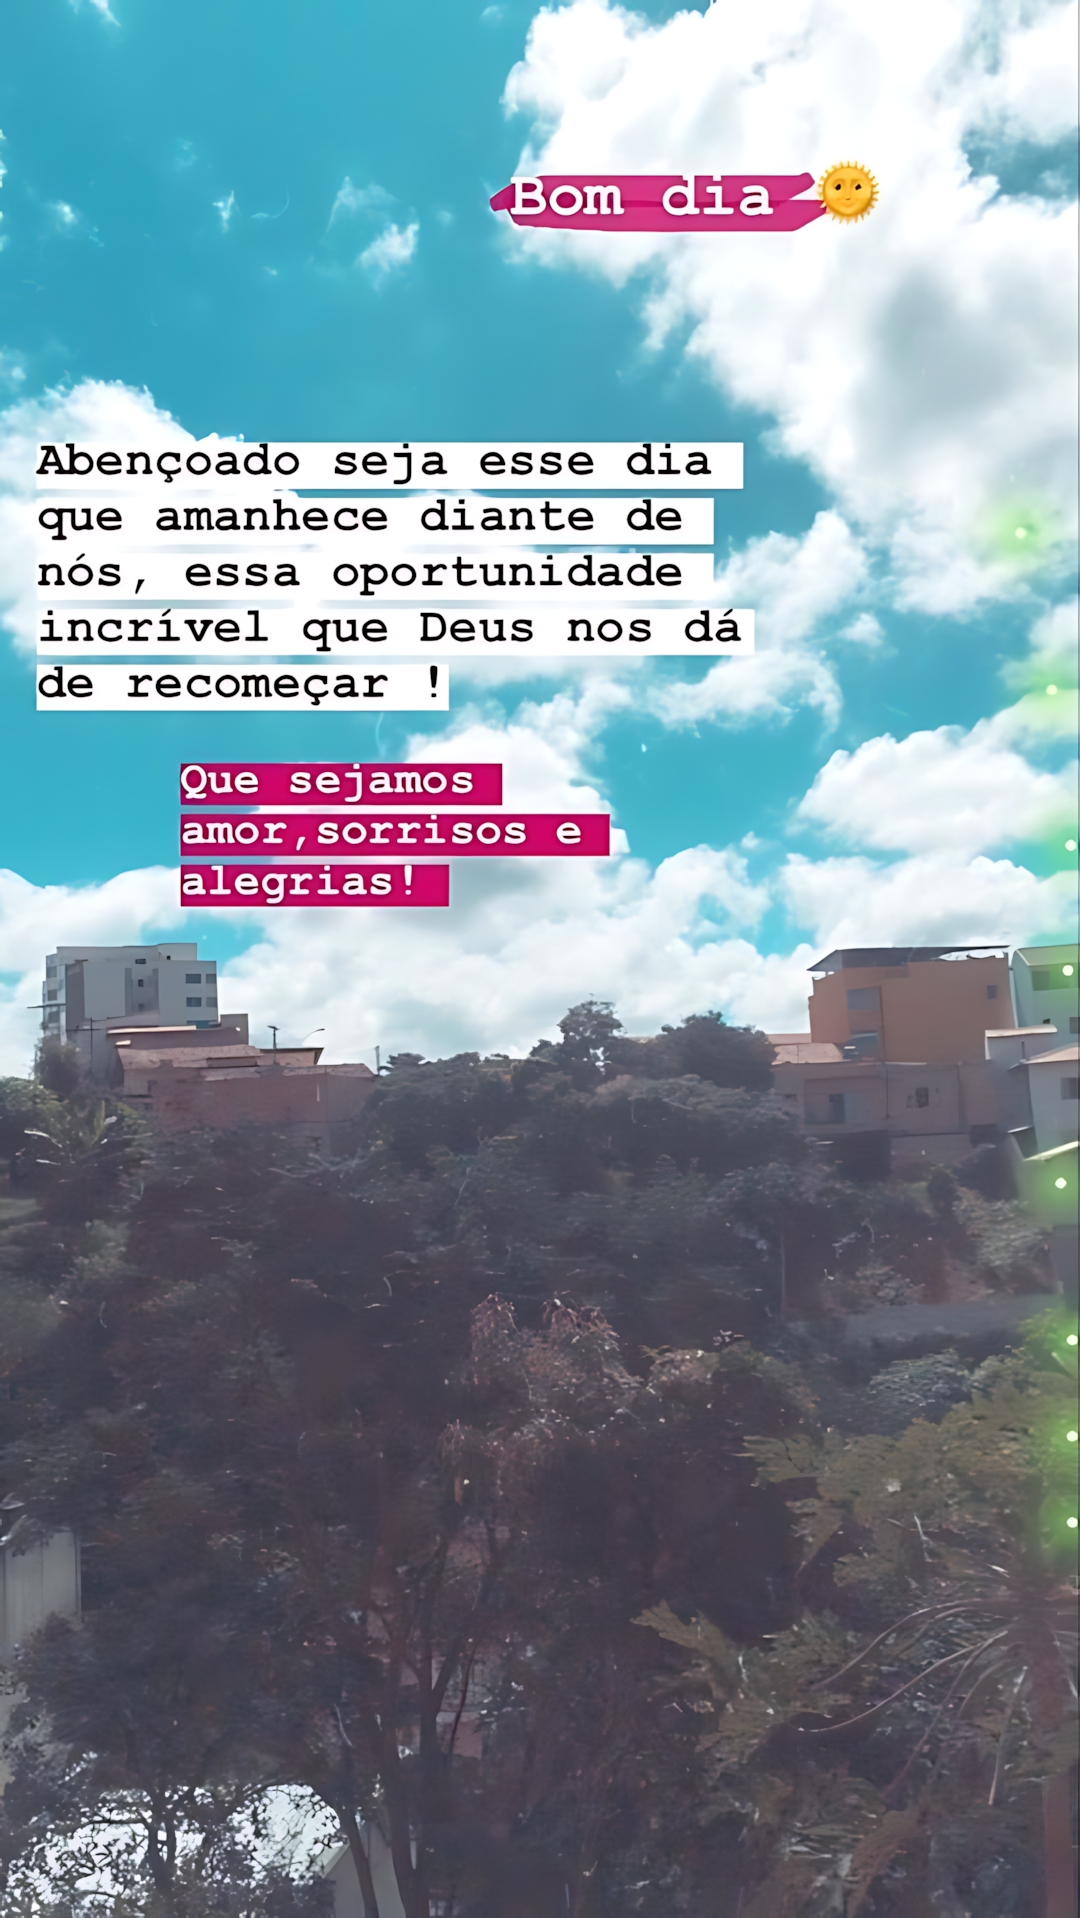 Bom dia 🌞
Abençoado seja esse dia
que amanhece diante de
nós, essa oportunidade
incrível que Deus nos dá
de recomeçar !
Que sejamos
amor,sorrisos e
alegrias!